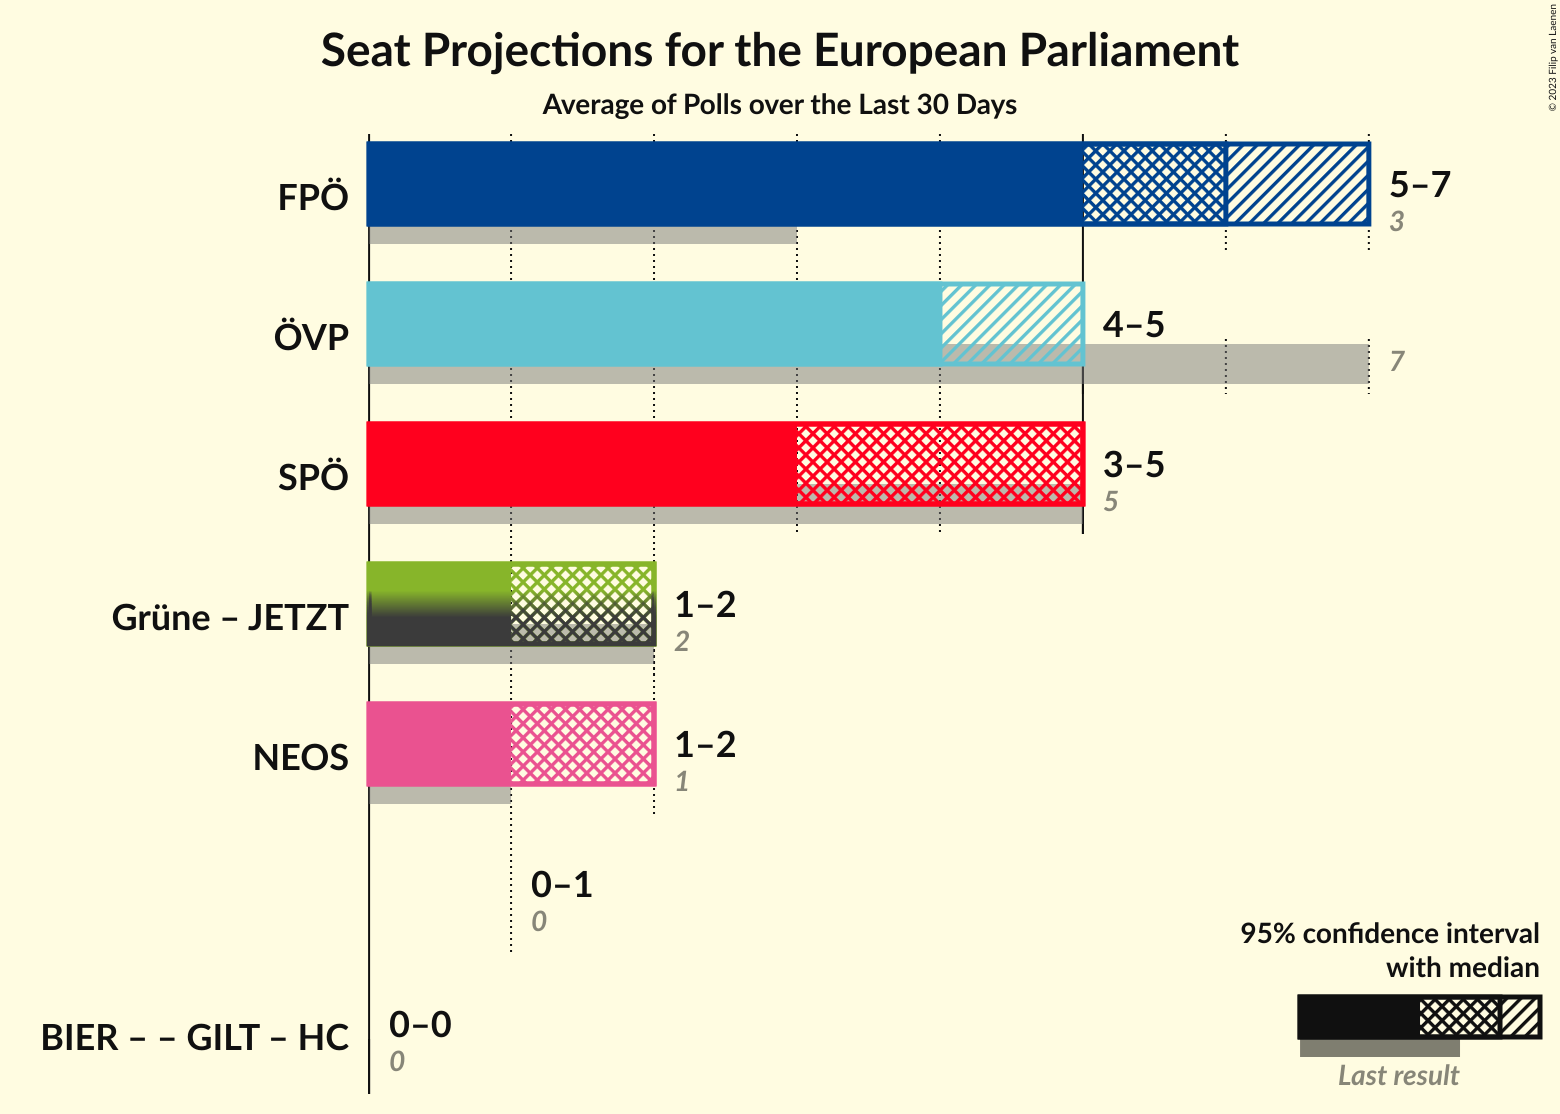 Seat Projections for the European Parliament
Average of Polls over the Last 30 Days
© 2023 Filip van Laenen
FPÖ
5–7
3
ÖVP
4–5
7
SPÖ
3–5
5
Grüne – JETZT
1–2
2
NEOS
1–2
1
0–1
0
BIER – – GILT – HC
0–0
0
95% confidence interval
with median
Last result